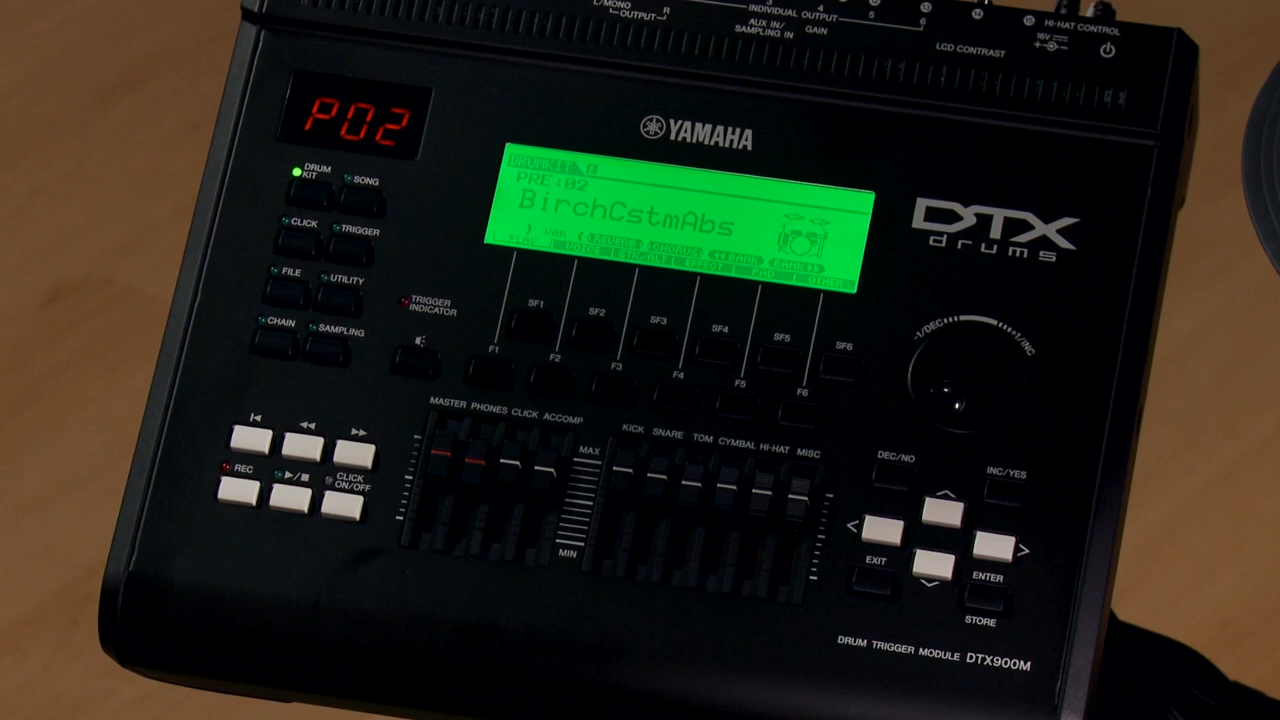 L/MONO
OUTPUT
R
INDIVIDUAL OUTPUT
3 4 5 6
AUX IN/
SAMPLING IN
GAIN
LCD CONTRAST
HI-HAT CONTROL
16V
P02
YAMAHA
DRUM
KIT
SONG
CLICK
TRIGGER
FILE
UTILITY
CHAIN
SAMPLING
DRUMKIT
PRE:02
BirchCstmAbs
VAR REVERB CHORUS BANK BANK
PLAY VOICE STR/ALT EFFECT PAD OTHER
DTX
drums
TRIGGER
INDICATOR
SF1 SF2 SF3 SF4 SF5 SF6
F1 F2 F3 F4 F5 F6
-1/DEC +1/INC
MASTER PHONES CLICK ACCOMP
MAX
MIN
KICK SNARE TOM CYMBAL HI-HAT MISC
REC
CLICK
ON/OFF
DEC/NO
INC/YES
EXIT
ENTER
STORE
DRUM TRIGGER MODULE DTX900M